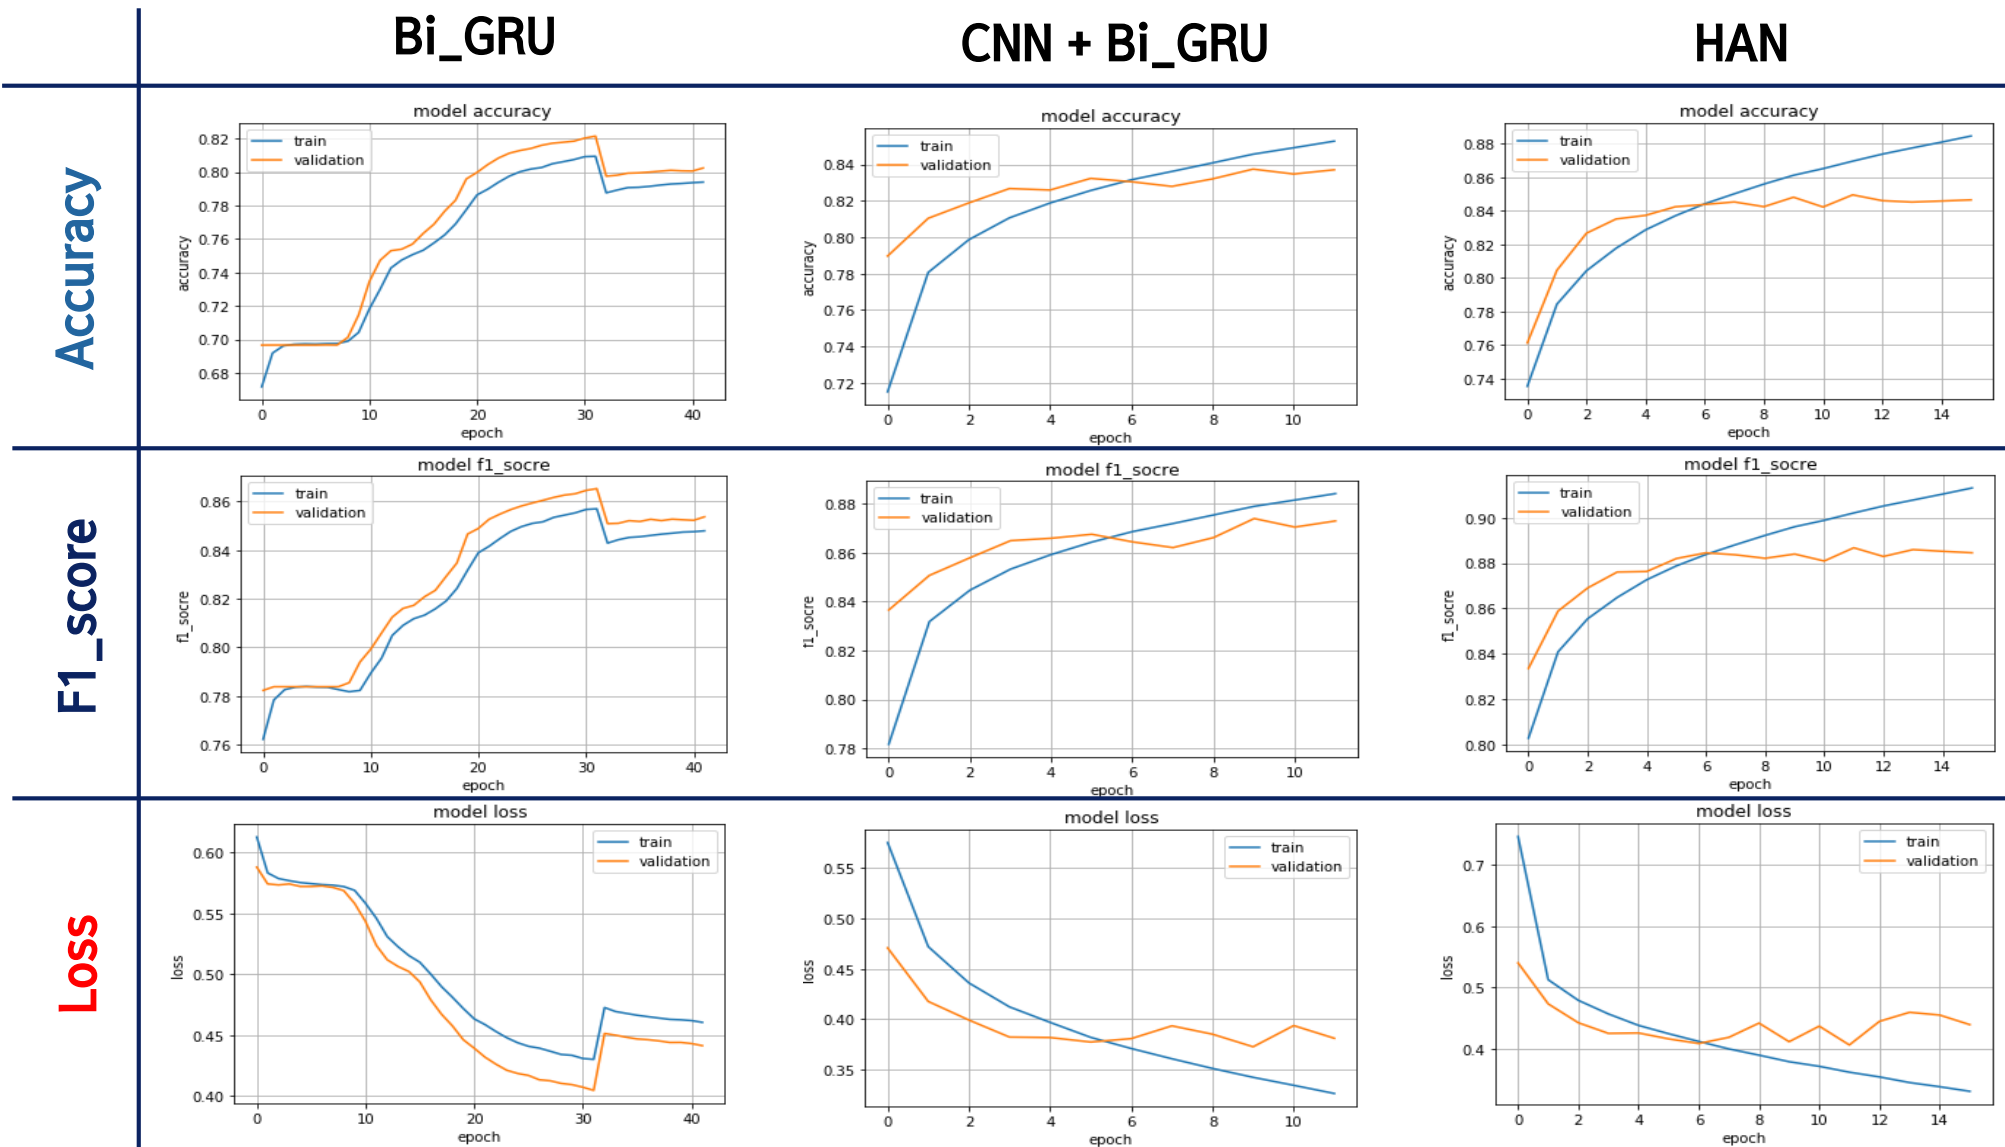 Bi_GRU
CNN + Bi_GRU
HAN
Accuracy
model accuracy
train
validation
0.82
0.80
0.78
0.76
0.74
0.72
0.70
0.68
accuracy
0 10 20 30 40
epoch
model accuracy
train
validation
0.84
0.82
0.80
0.78
0.76
0.74
0.72
accuracy
0 2 4 6 8 10
epoch
model accuracy
train
validation
0.88
0.86
0.84
0.82
0.80
0.78
0.76
0.74
accuracy
0 2 4 6 8 10 12 14
epoch
F1_score
model f1_socre
train
validation
0.86
0.84
0.82
0.80
0.78
0.76
f1_socre
0 10 20 30 40
epoch
model f1_socre
train
validation
0.88
0.86
0.84
0.82
0.80
0.78
f1_socre
0 2 4 6 8 10
epoch
model f1_socre
train
validation
0.90
0.88
0.86
0.84
0.82
0.80
f1_socre
0 2 4 6 8 10 12 14
epoch
Loss
model loss
train
validation
0.60
0.55
0.50
0.45
0.40
loss
0 10 20 30 40
epoch
model loss
train
validation
0.55
0.50
0.45
0.40
0.35
loss
0 2 4 6 8 10
epoch
model loss
train
validation
0.7
0.6
0.5
0.4
loss
0 2 4 6 8 10 12 14
epoch